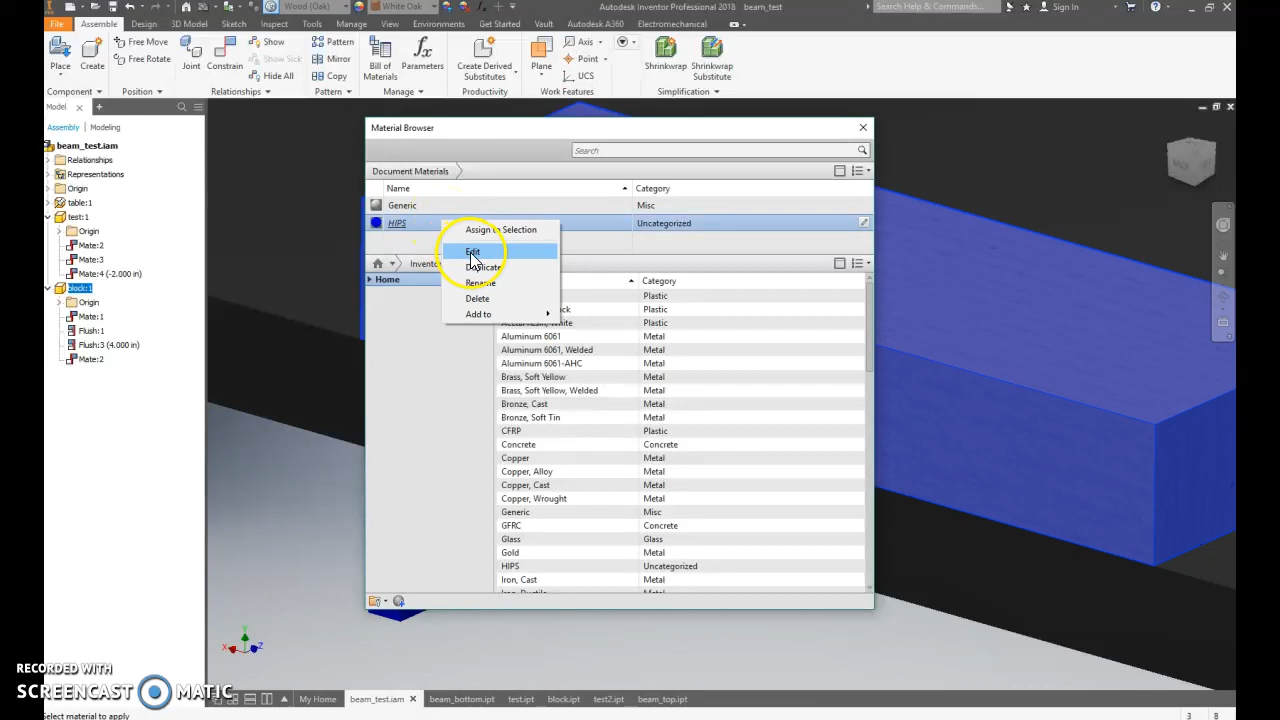 Wood (Oak)
White Oak
Autodesk Inventor Professional 2018 beam_test
Search Help & Commands...
Sign In
File
Assemble
Design
3D Model
Sketch
Inspect
Tools
Manage
View
Environments
Get Started
Vault
Autodesk A360
Electromechanical
Place
Create
Free Move
Free Rotate
Joint
Constrain
Show
Show Sick
Hide All
Pattern
Mirror
Copy
Bill of Materials
Parameters
Create Derived Substitutes
Plane
Axis
Point
UCS
Shrinkwrap
Shrinkwrap Substitute
Component
Position
Relationships
Pattern
Manage
Productivity
Work Features
Simplification
Model
Assembly
Modeling
beam_test.iam
Relationships
Representations
Origin
table:1
test:1
Origin
Mate:2
Mate:3
Mate:4 (-2.000 in)
block:1
Origin
Mate:1
Flush:1
Flush:3 (4.000 in)
Mate:2
Material Browser
Search
Document Materials
Name
Category
Generic
Misc
HIPS
Uncategorized
Assign to Selection
Edit
Duplicate
Rename
Delete
Add to
Home
Category
Plastic
Plastic
Acetal Resin, White Plastic
Aluminum 6061 Metal
Aluminum 6061, Welded Metal
Aluminum 6061-AHC Metal
Brass, Soft Yellow Metal
Brass, Soft Yellow, Welded Metal
Bronze, Cast Metal
Bronze, Soft Tin Metal
CFRP Plastic
Concrete Concrete
Copper Metal
Copper, Alloy Metal
Copper, Cast Metal
Copper, Wrought Metal
Generic Misc
GFRC Concrete
Glass Glass
Gold Metal
HIPS Uncategorized
Iron, Cast Metal
RECORDED WITH
SCREENCAST MATIC
My Home
beam_test.iam
beam_bottom.ipt
test.ipt
block.ipt
test2.ipt
beam_top.ipt
Select material to apply
3 8